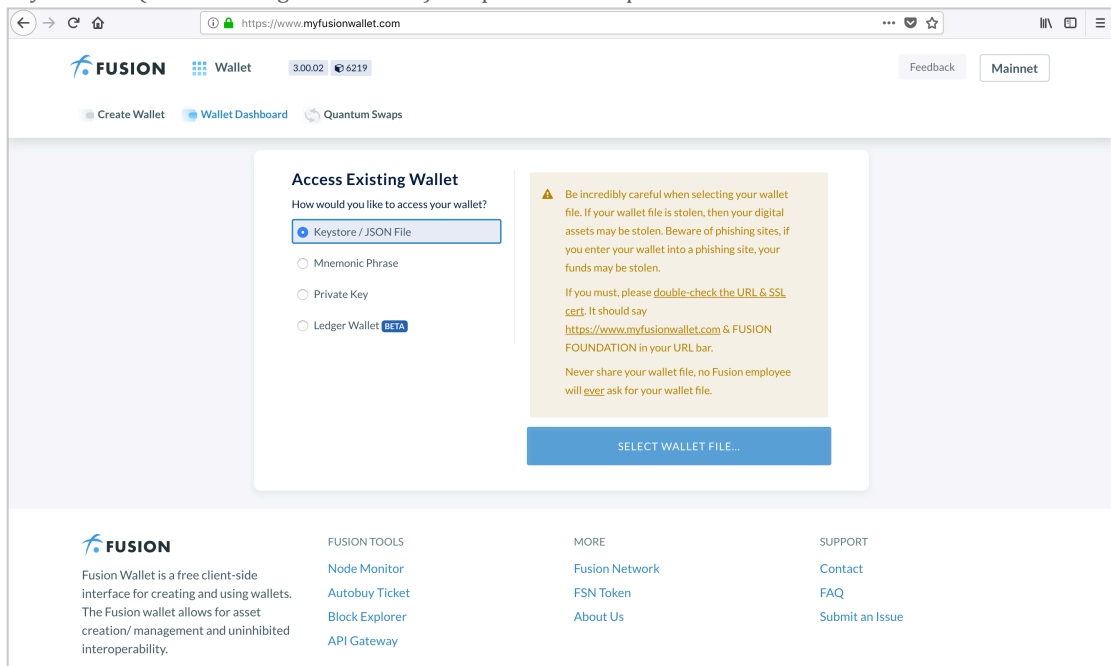 https://www.myfusionwallet.com
FUSION Wallet 3.00.02 6219 Feedback Mainnet
Create Wallet Wallet Dashboard Quantum Swaps
Access Existing Wallet
How would you like to access your wallet?
Keystore / JSON File
Mnemonic Phrase
Private Key
Ledger Wallet BETA
Be incredibly careful when selecting your wallet
file. If your wallet file is stolen, then your digital
assets may be stolen. Beware of phishing sites, if
you enter your wallet into a phishing site, your
funds may be stolen.
If you must, please double-check the URL & SSL
cert. It should say
https://www.myfusionwallet.com & FUSION
FOUNDATION in your URL bar.
Never share your wallet file, no Fusion employee
will ever ask for your wallet file.
SELECT WALLET FILE...
FUSION
Fusion Wallet is a free client-side
interface for creating and using wallets.
The Fusion wallet allows for asset
creation/ management and uninhibited
interoperability.
FUSION TOOLS
Node Monitor
Autobuy Ticket
Block Explorer
API Gateway
MORE
Fusion Network
FSN Token
About Us
SUPPORT
Contact
FAQ
Submit an Issue